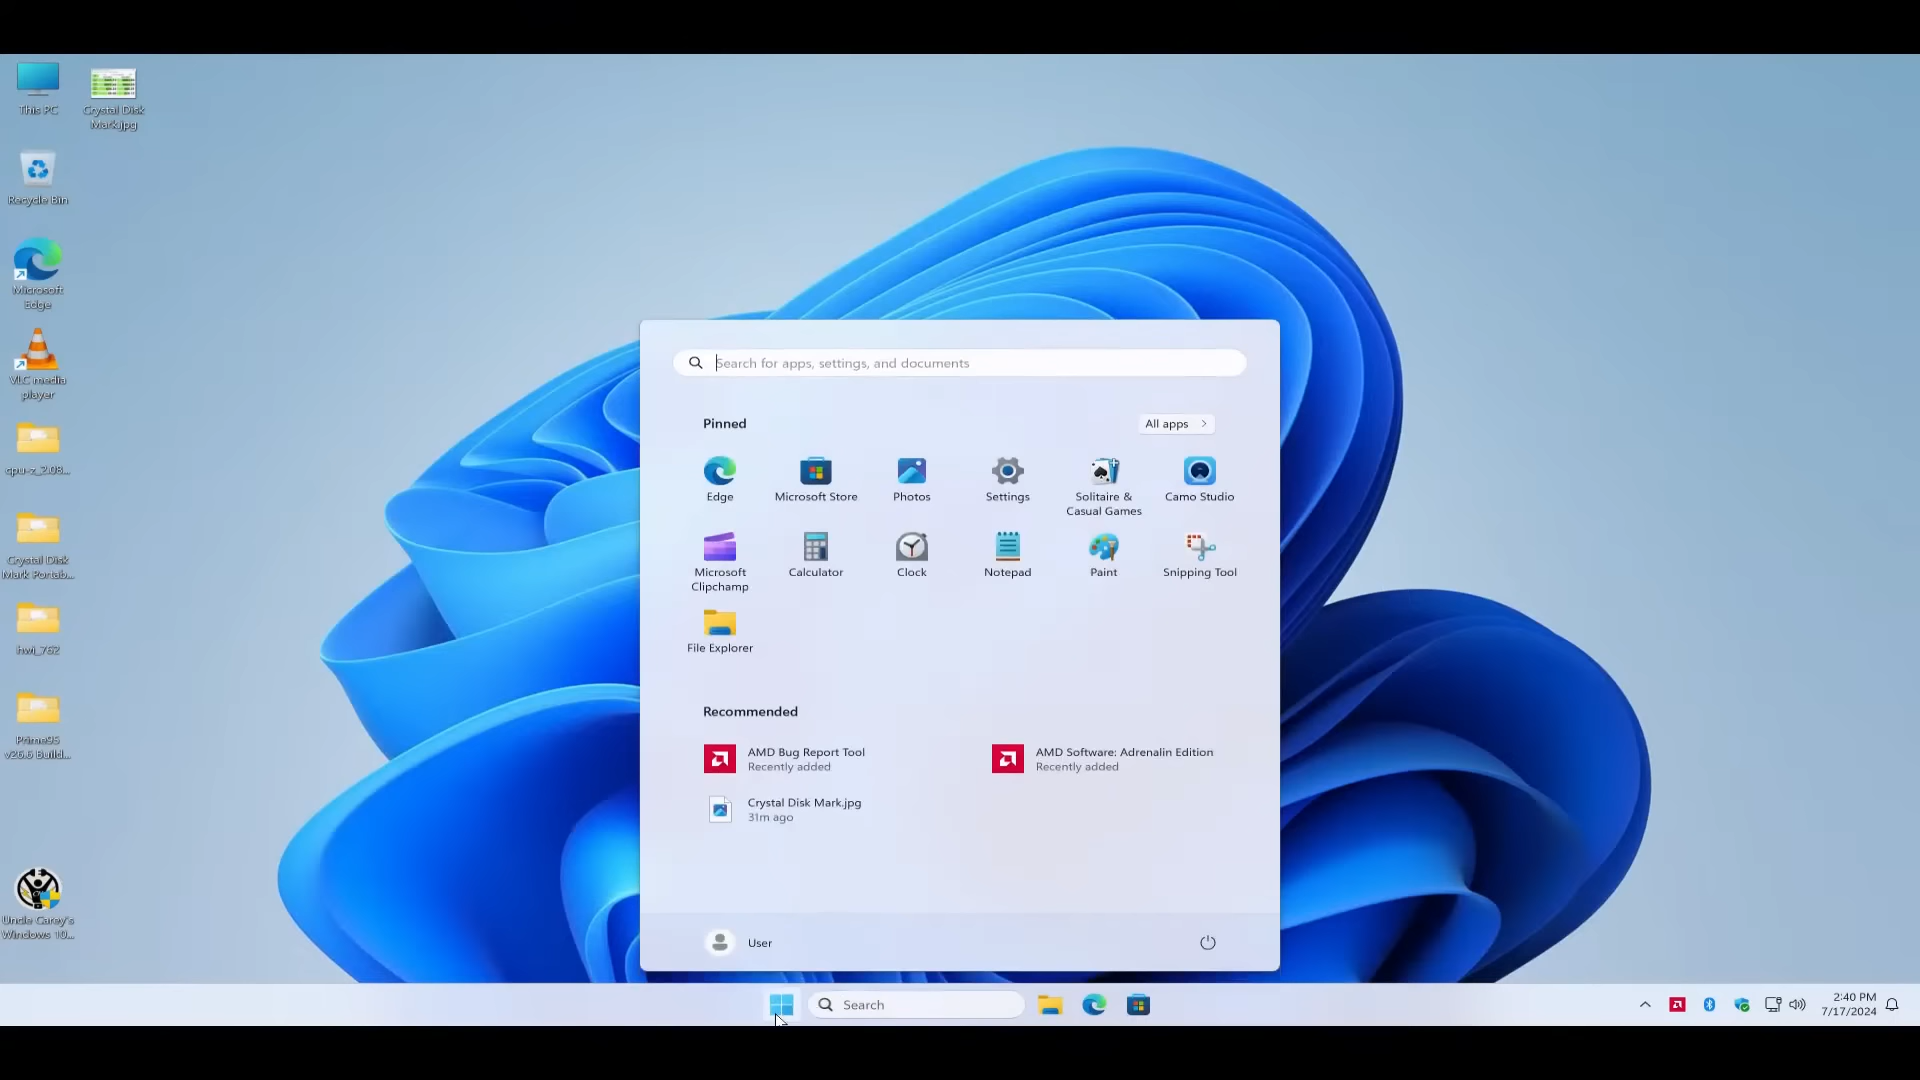 This PC
Crystal Disk
Mark.jpg
Recycle Bin
Microsoft
Edge
VLC media
player
cpu-z_2.08...
Crystal Disk
Mark Portab...
hwi_762
Prime95
v26.6 Build...
Uncle Carey's
Windows 10...
Search for apps, settings, and documents
Pinned
All apps
Edge
Microsoft Store
Photos
Settings
Solitaire &
Casual Games
Camo Studio
Microsoft
Clipchamp
Calculator
Clock
Notepad
Paint
Snipping Tool
File Explorer
Recommended
AMD Bug Report Tool
Recently added
AMD Software: Adrenalin Edition
Recently added
Crystal Disk Mark.jpg
31m ago
User
Search
2:40 PM
7/17/2024